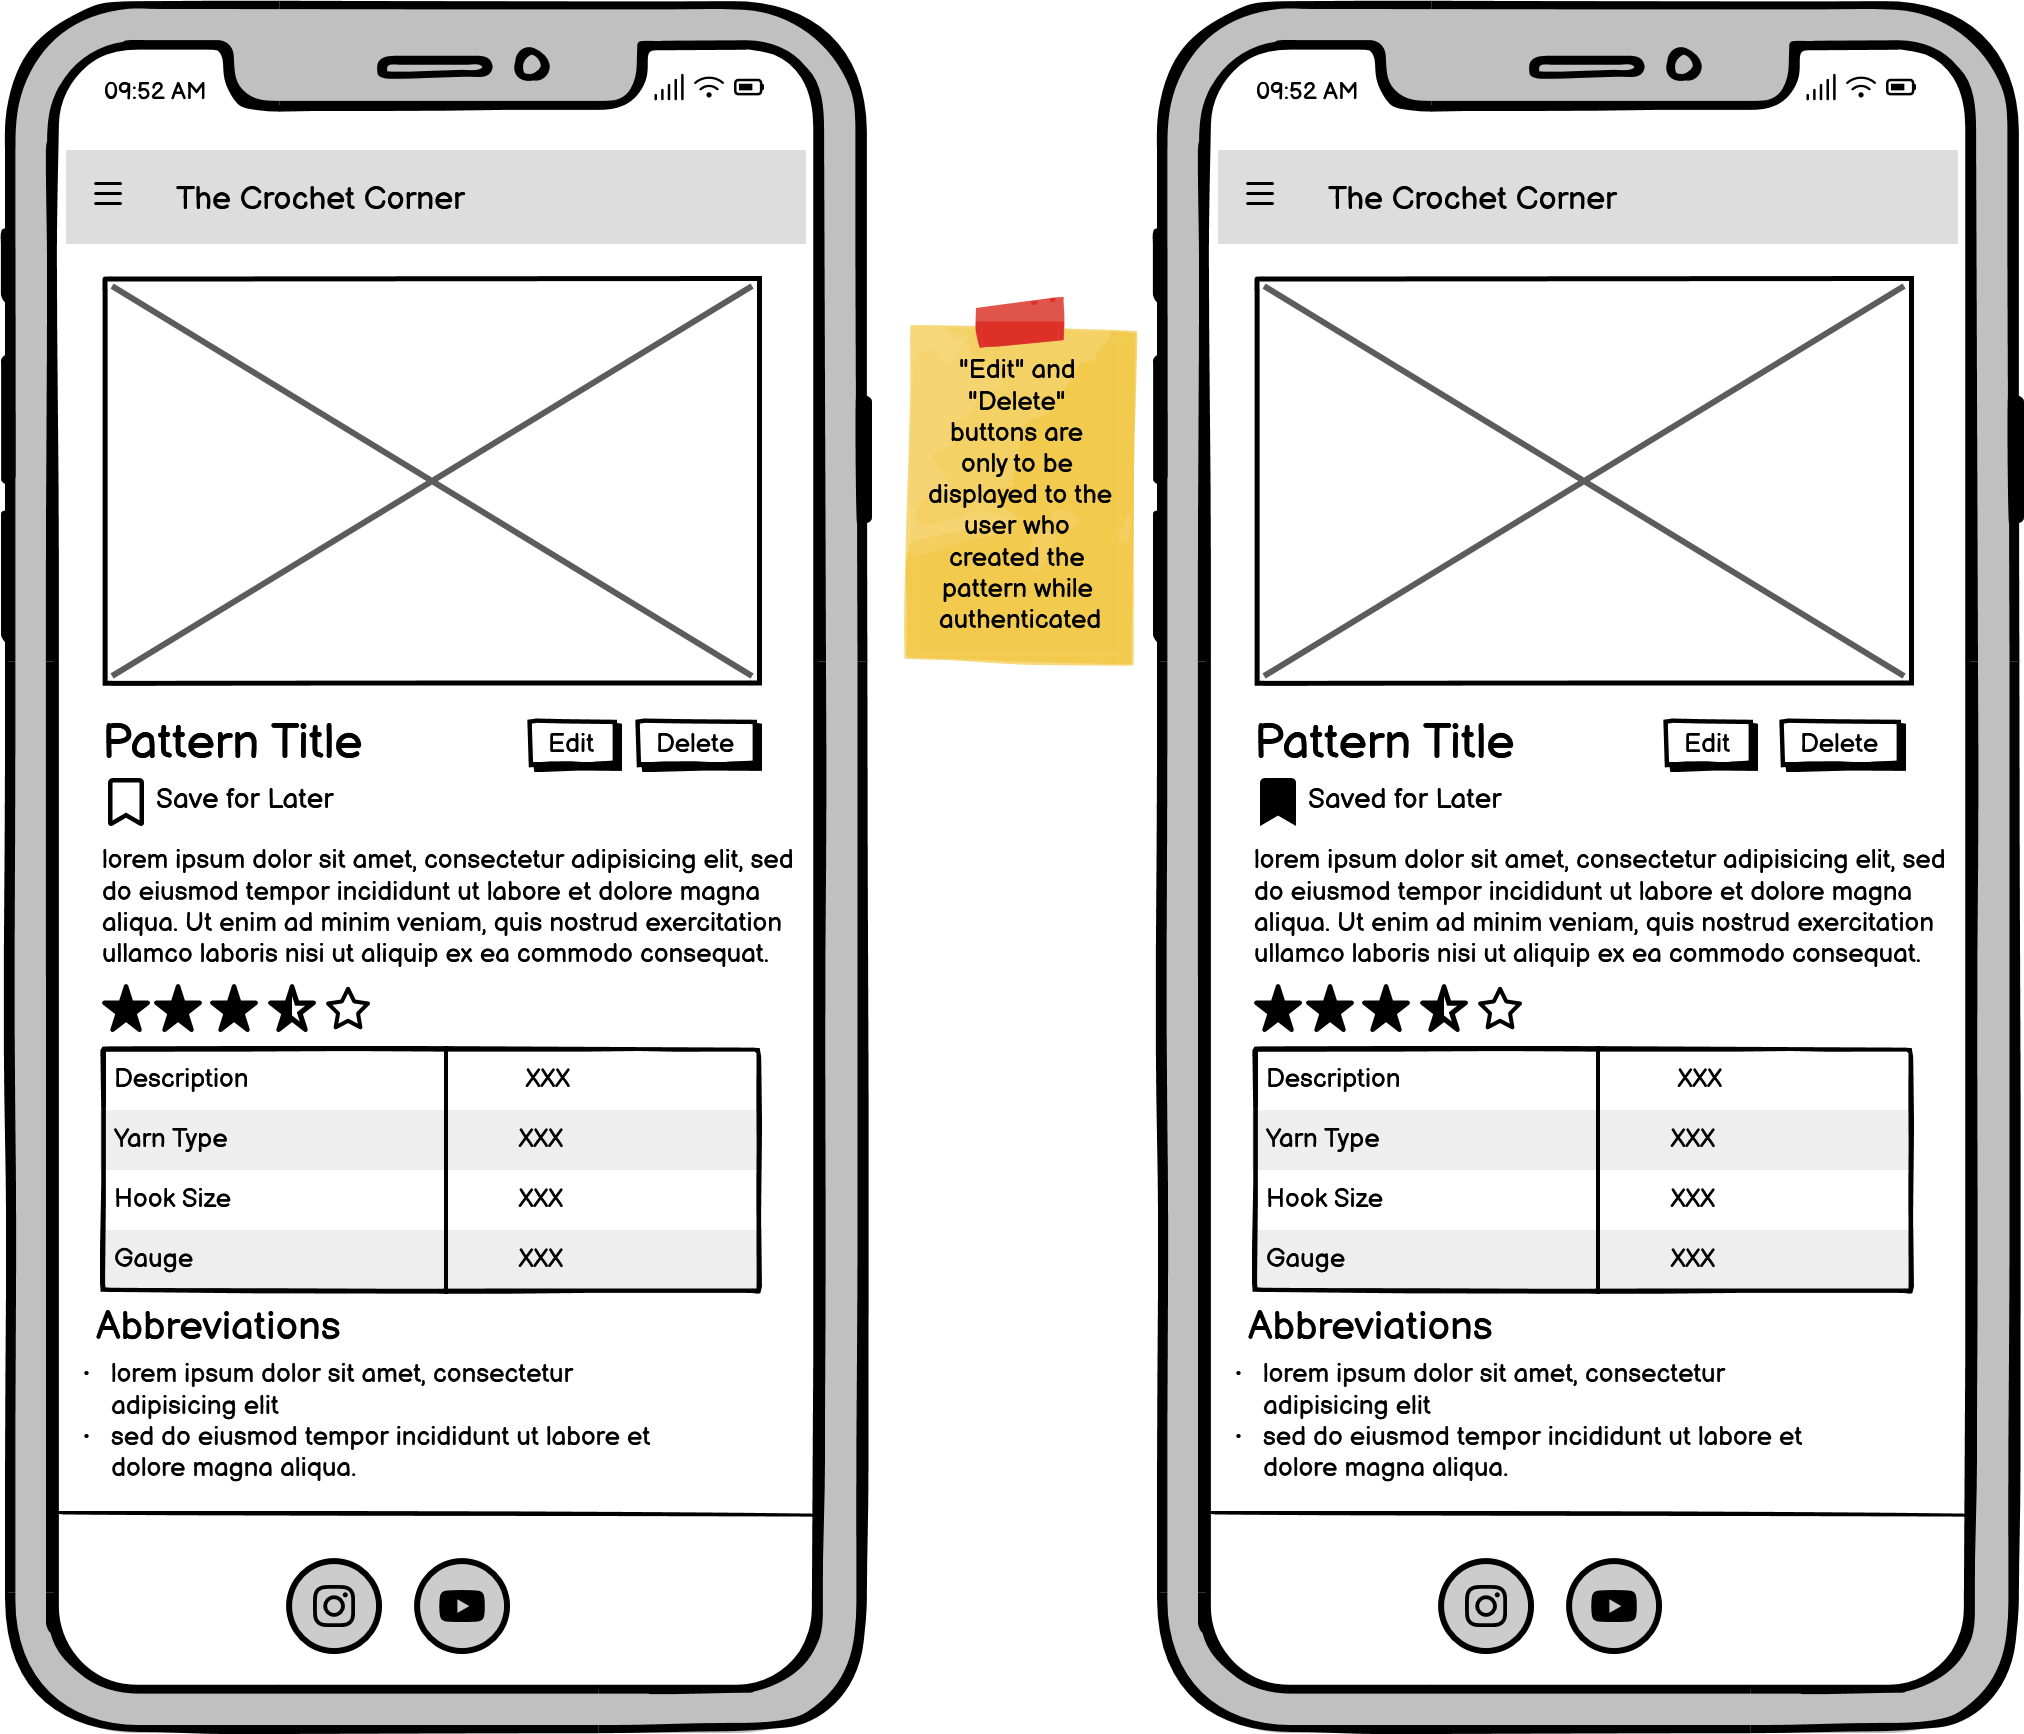 09:52 AM
The Crochet Corner
Pattern Title
Edit
Delete
Save for Later
lorem ipsum dolor sit amet, consectetur adipisicing elit, sed
do eiusmod tempor incididunt ut labore et dolore magna
aliqua. Ut enim ad minim veniam, quis nostrud exercitation
ullamco laboris nisi ut aliquip ex ea commodo consequat.
Description XXX
Yarn Type XXX
Hook Size XXX
Gauge XXX
Abbreviations
• lorem ipsum dolor sit amet, consectetur
adipisicing elit
• sed do eiusmod tempor incididunt ut labore et
dolore magna aliqua.
"Edit" and
"Delete"
buttons are
only to be
displayed to the
user who
created the
pattern while
authenticated
09:52 AM
The Crochet Corner
Pattern Title
Edit
Delete
Saved for Later
lorem ipsum dolor sit amet, consectetur adipisicing elit, sed
do eiusmod tempor incididunt ut labore et dolore magna
aliqua. Ut enim ad minim veniam, quis nostrud exercitation
ullamco laboris nisi ut aliquip ex ea commodo consequat.
Description XXX
Yarn Type XXX
Hook Size XXX
Gauge XXX
Abbreviations
• lorem ipsum dolor sit amet, consectetur
adipisicing elit
• sed do eiusmod tempor incididunt ut labore et
dolore magna aliqua.